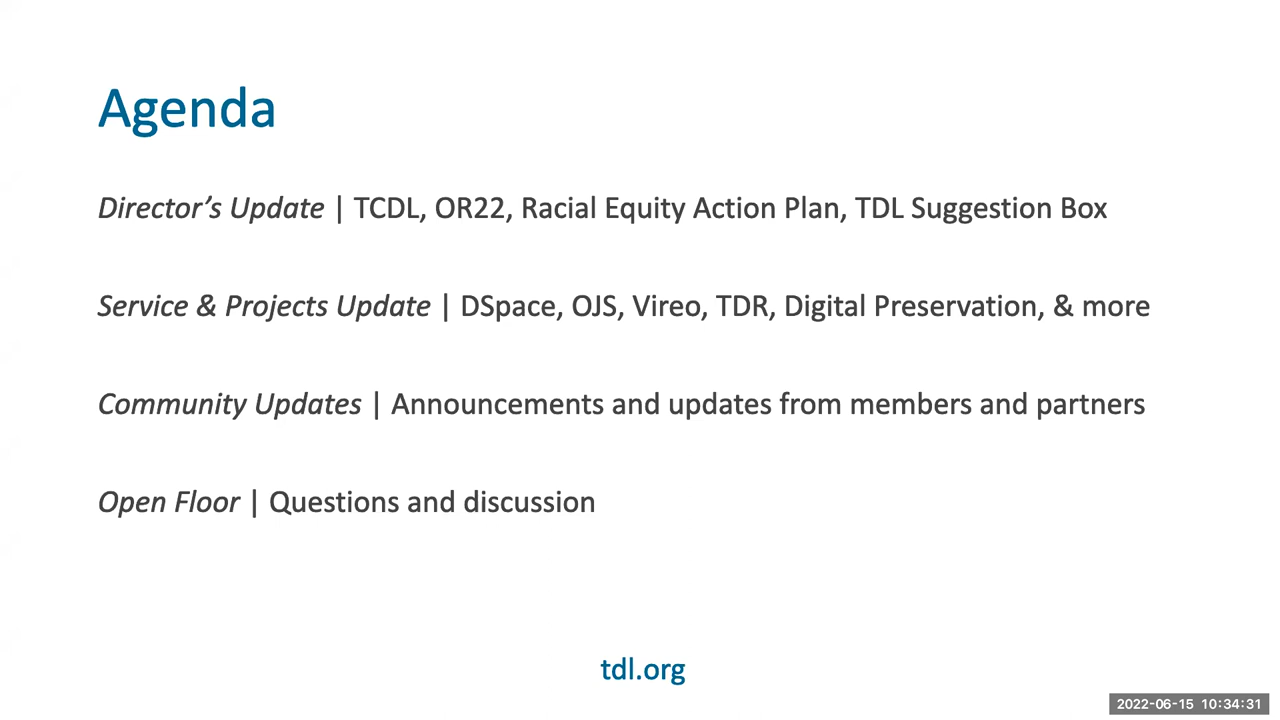 Agenda
Director’s Update | TCDL, OR22, Racial Equity Action Plan, TDL Suggestion Box
Service & Projects Update | DSpace, OJS, Vireo, TDR, Digital Preservation, & more
Community Updates | Announcements and updates from members and partners
Open Floor | Questions and discussion
tdl.org
2022-06-15 10:34:31